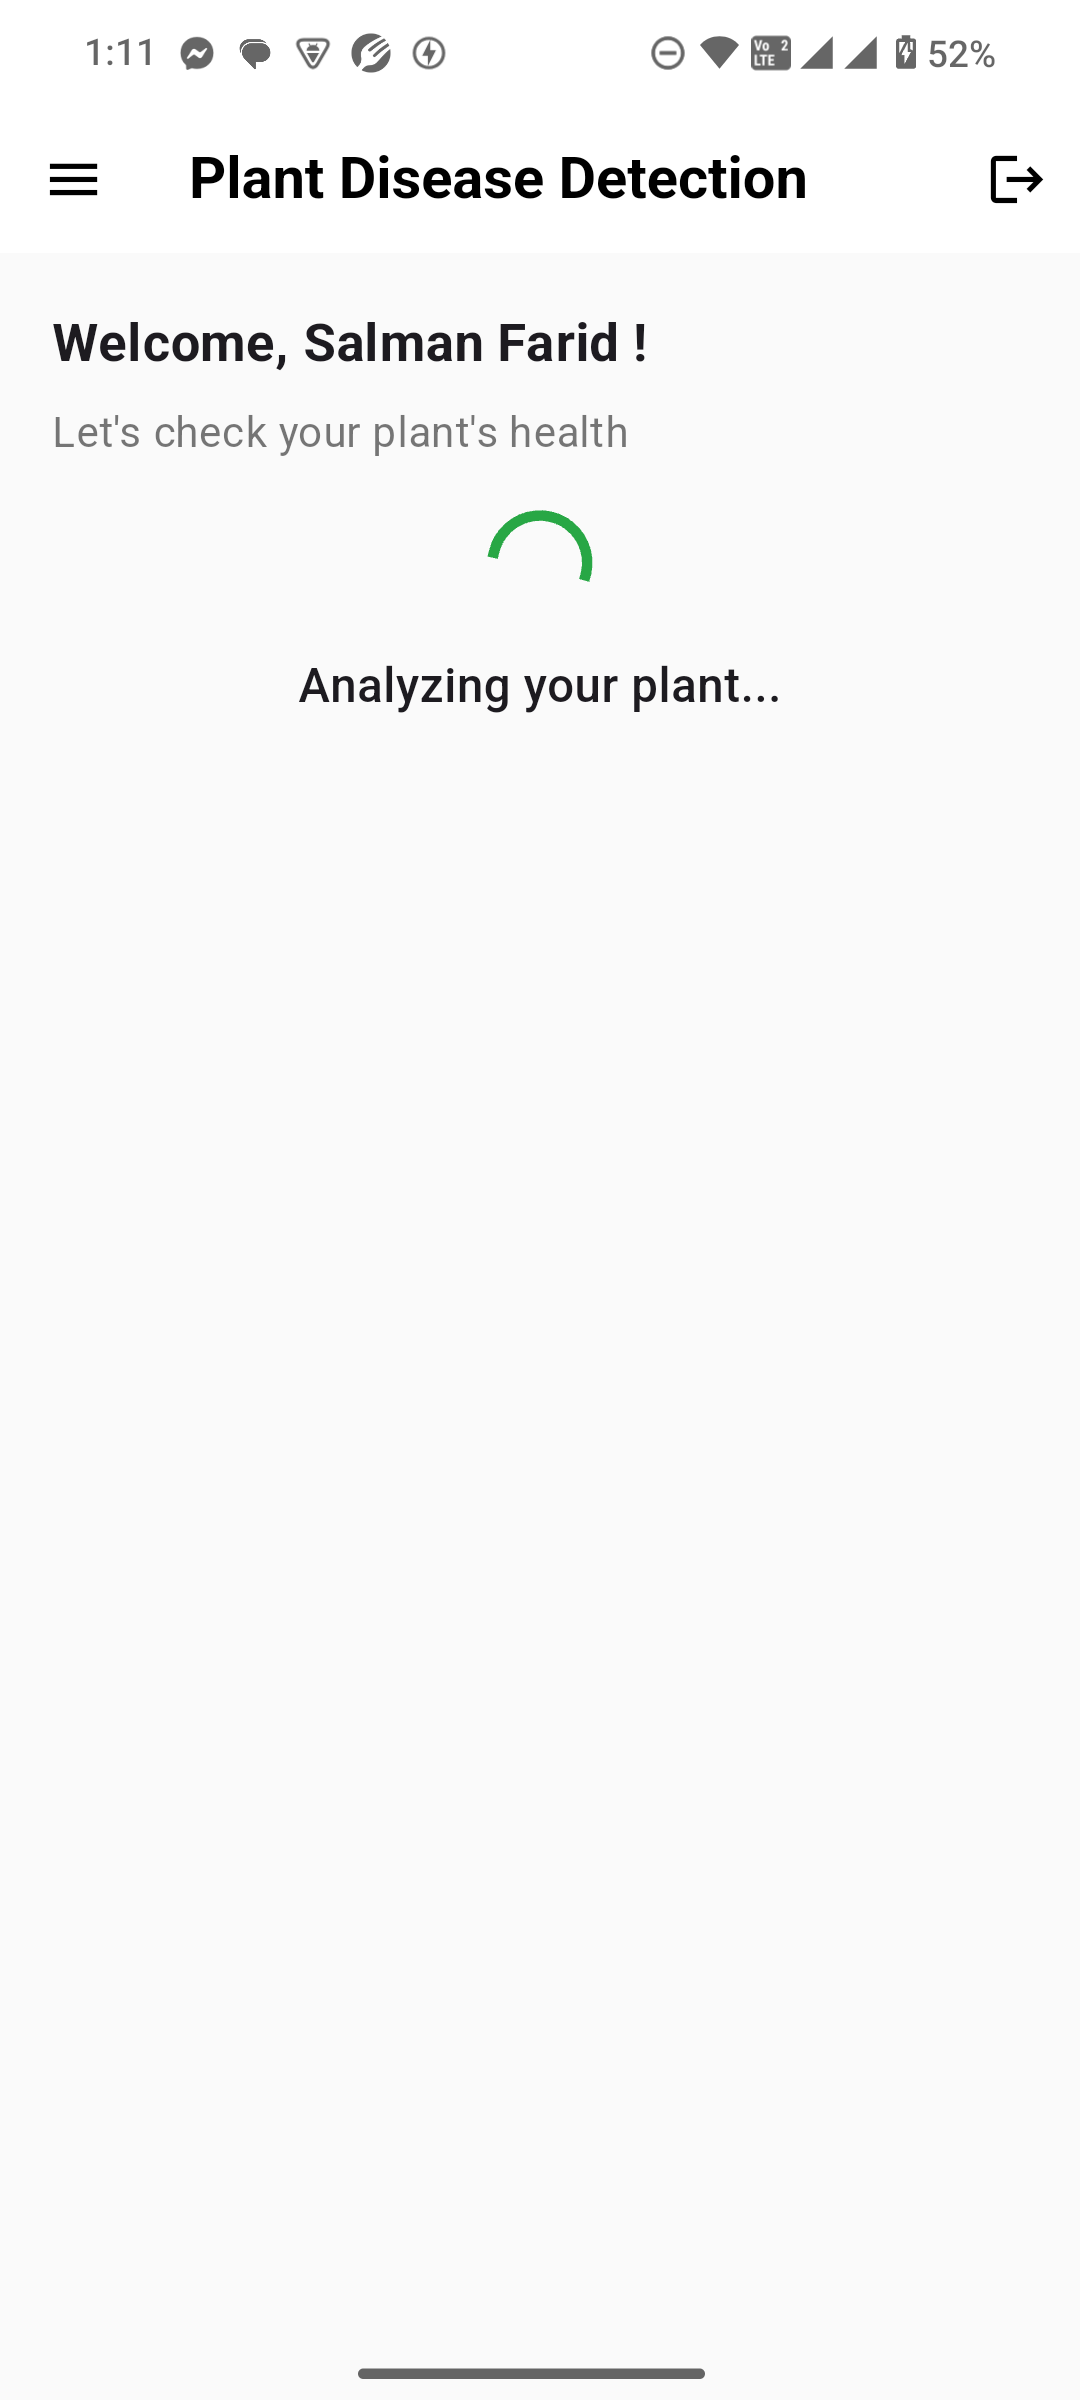 1:11
Vo 2
LTE
52%
Plant Disease Detection
Welcome, Salman Farid !
Let's check your plant's health
Analyzing your plant...